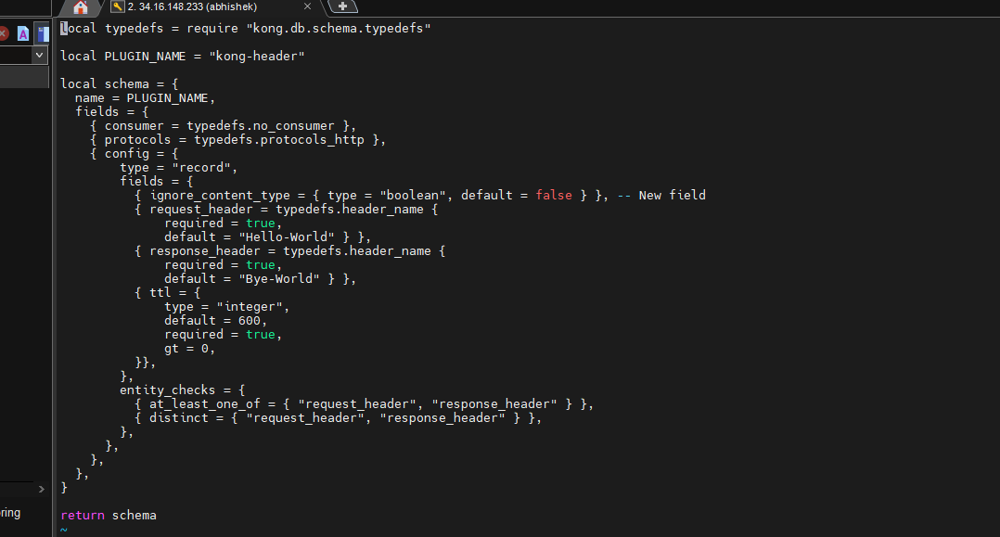 2. 34.16.148.233 (abhishek)
local typedefs = require "kong.db.schema.typedefs"
local PLUGIN_NAME = "kong-header"
local schema = {
  name = PLUGIN_NAME,
  fields = {
    { consumer = typedefs.no_consumer },
    { protocols = typedefs.protocols_http },
    { config = {
        type = "record",
        fields = {
          { ignore_content_type = { type = "boolean", default = false } }, -- New field
          { request_header = typedefs.header_name {
              required = true,
              default = "Hello-World" } },
          { response_header = typedefs.header_name {
              required = true,
              default = "Bye-World" } },
          { ttl = {
              type = "integer",
              default = 600,
              required = true,
              gt = 0,
          }},
        },
        entity_checks = {
          { at_least_one_of = { "request_header", "response_header" } },
          { distinct = { "request_header", "response_header" } },
        },
      },
    },
  },
}
ring
return schema
~